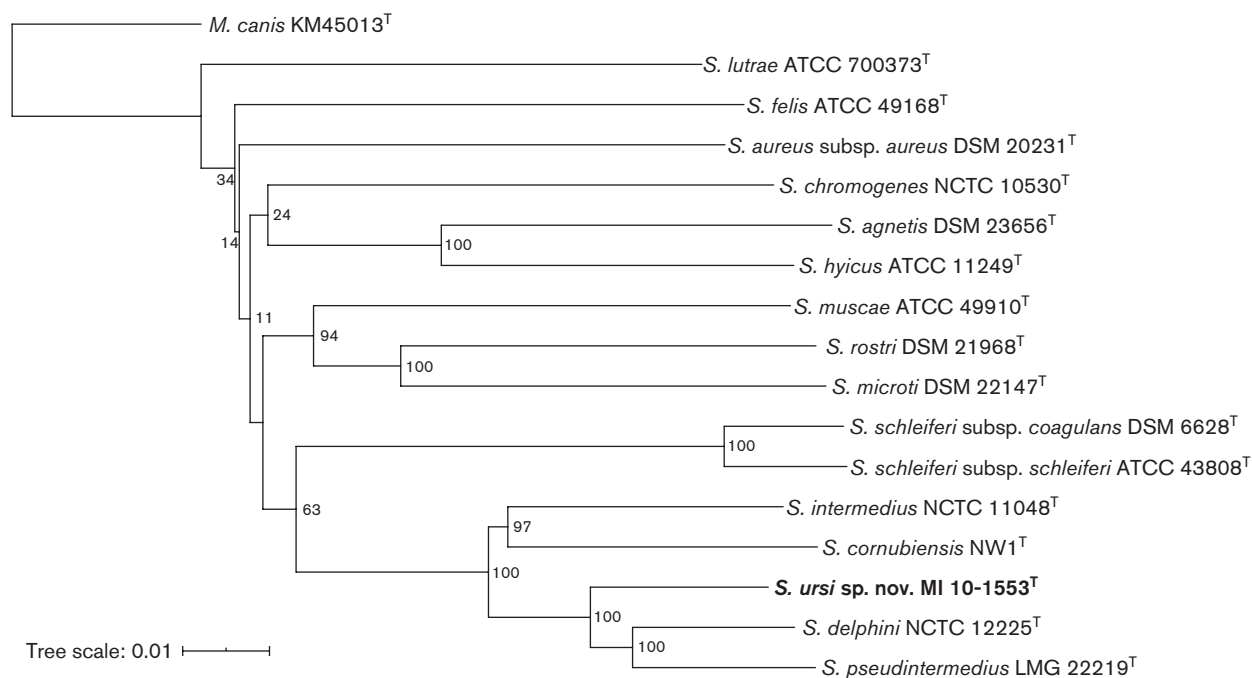 M. canis KM45013T
S. lutrae ATCC 700373T
S. felis ATCC 49168T
S. aureus subsp. aureus DSM 20231T
34
S. chromogenes NCTC 10530T
24
S. agnetis DSM 23656T
14
100
S. hyicus ATCC 11249T
S. muscae ATCC 49910T
11
94
S. rostri DSM 21968T
100
S. microti DSM 22147T
S. schleiferi subsp. coagulans DSM 6628T
100
S. schleiferi subsp. schleiferi ATCC 43808T
63
S. intermedius NCTC 11048T
97
S. cornubiensis NW1T
100
S. ursi sp. nov. MI 10-1553T
100
S. delphini NCTC 12225T
100
Tree scale: 0.01
S. pseudintermedius LMG 22219T